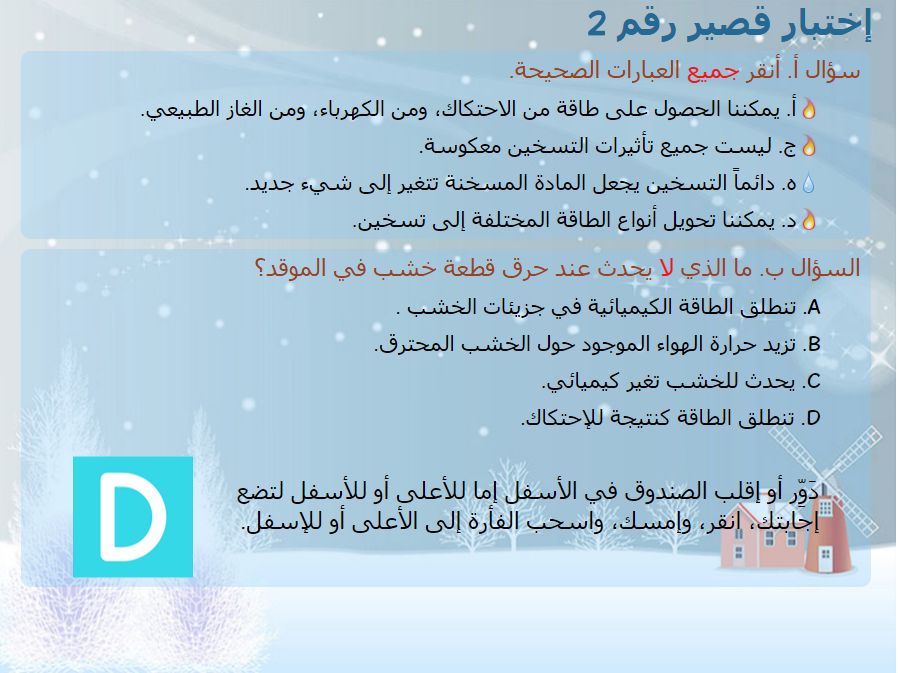 إختبار قصير رقم 2
سؤال أ. أنقر جميع العبارات الصحيحة.
أ. يمكننا الحصول على طاقة من الاحتكاك، ومن الكهرباء، ومن الغاز الطبيعي.
ج. ليست جميع تأثيرات التسخين معكوسة.
ه. دائماً التسخين يجعل المادة المسخنة تتغير إلى شيء جديد.
د. يمكننا تحويل أنواع الطاقة المختلفة إلى تسخين.
السؤال ب. ما الذي لا يحدث عند حرق قطعة خشب في الموقد؟
A. تنطلق الطاقة الكيميائية في جزيئات الخشب .
B. تزيد حرارة الهواء الموجود حول الخشب المحترق.
C. يحدث للخشب تغير كيميائي.
D. تنطلق الطاقة كنتيجة للإحتكاك.
دَوّر أو إقلب الصندوق في الأسفل إما للأعلى أو للأسفل لتضع
إجابتك، انقر، وإمسك، واسحب الفأرة إلى الأعلى أو للإسفل.
D